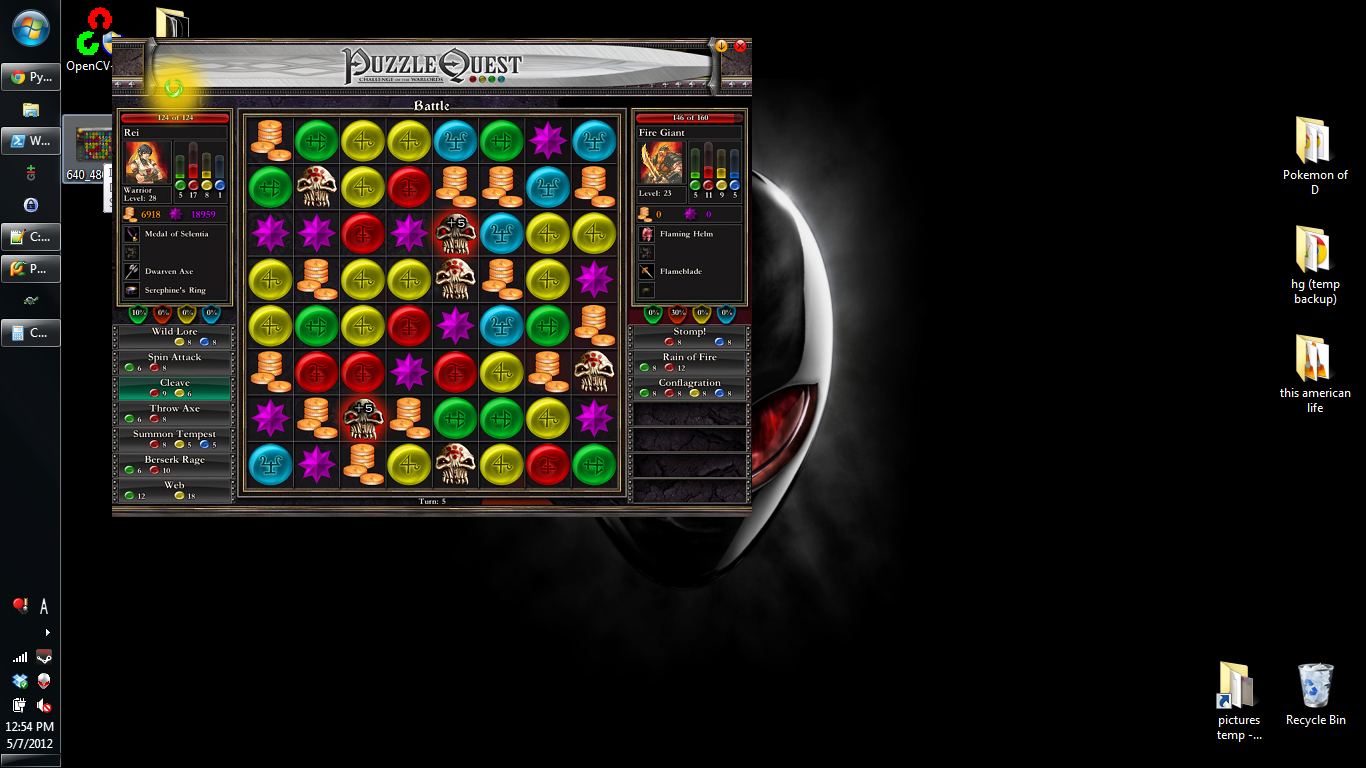 OpenCV-
Py...
W...
640_480
C:...
P...
C...
PUZZLEQUEST
CHALLENGE OF THE WARLORDS
Battle
124 of 124
Rei
Warrior
Level: 28
5 17 8 1
6918 18959
Medal of Selentia
Dwarven Axe
Serephine's Ring
10% 0% 0% 0%
Wild Lore
8 8
Spin Attack
6 8
Cleave
9 6
Throw Axe
6 8
Summon Tempest
8 5 5
Berserk Rage
6 10
Web
12 18
+5
+5
Turn: 5
146 of 160
Fire Giant
Level: 23
5 11 9 5
0 0
Flaming Helm
Flameblade
0% 30% 0% 0%
Stomp!
8 8
Rain of Fire
8 12
Conflagration
8 8 8 8
Pokemon of
D
hg (temp
backup)
this american
life
pictures
temp -...
Recycle Bin
12:54 PM
5/7/2012